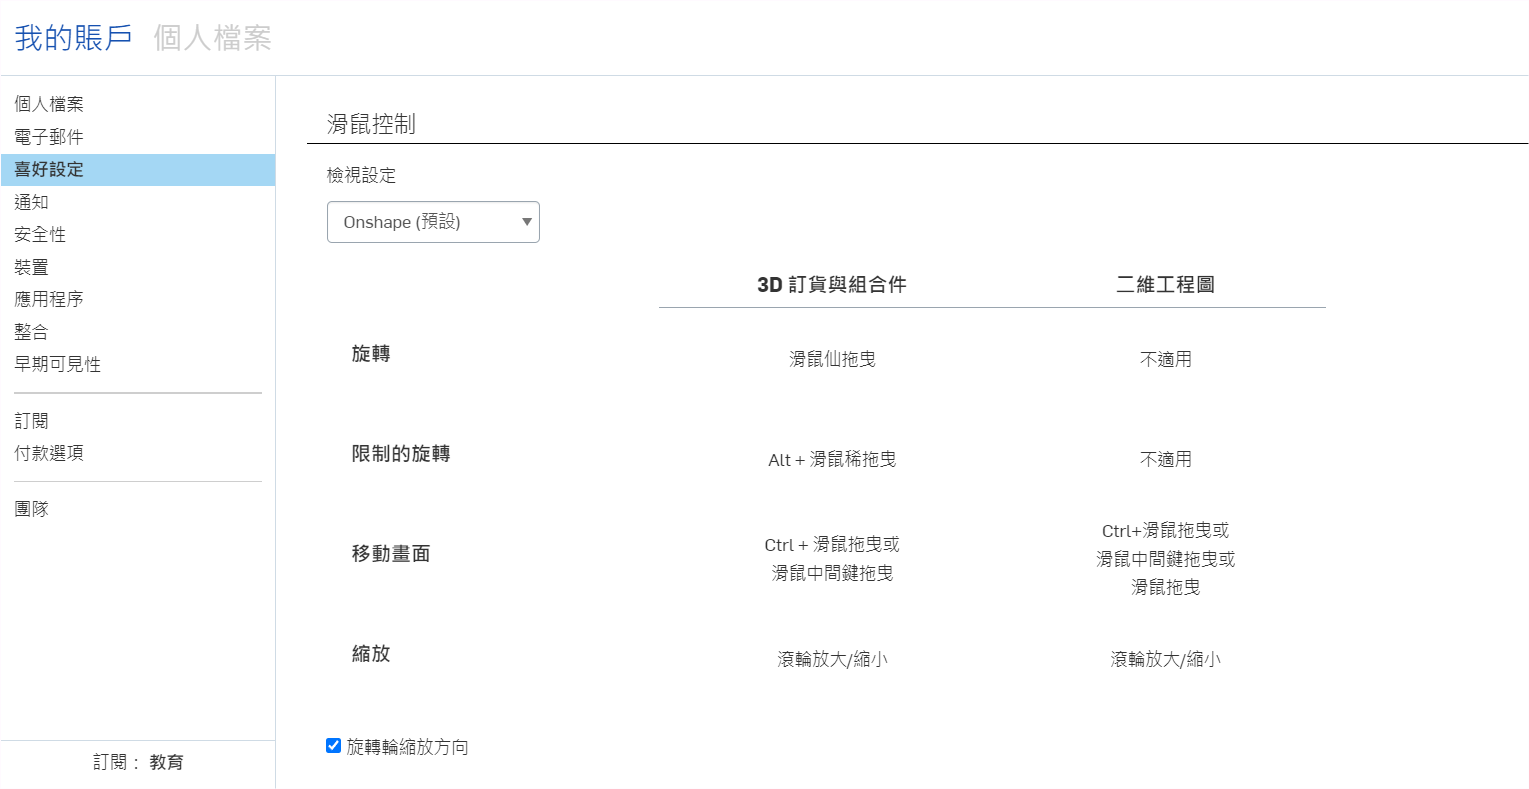 我的賬戶 個人檔案
個人檔案
電子郵件
喜好設定
通知
安全性
裝置
應用程序
整合
早期可見性
訂閱
付款選項
團隊
訂閱： 教育
滑鼠控制
檢視設定
Onshape (預設)
3D 訂貨與組合件 二維工程圖
旋轉 滑鼠仙拖曳 不適用
限制的旋轉 Alt + 滑鼠稀拖曳 不適用
移動畫面
Ctrl + 滑鼠拖曳或
滑鼠中間鍵拖曳
Ctrl+滑鼠拖曳或
滑鼠中間鍵拖曳或
滑鼠拖曳
縮放 滾輪放大/縮小 滾輪放大/縮小
旋轉輪縮放方向